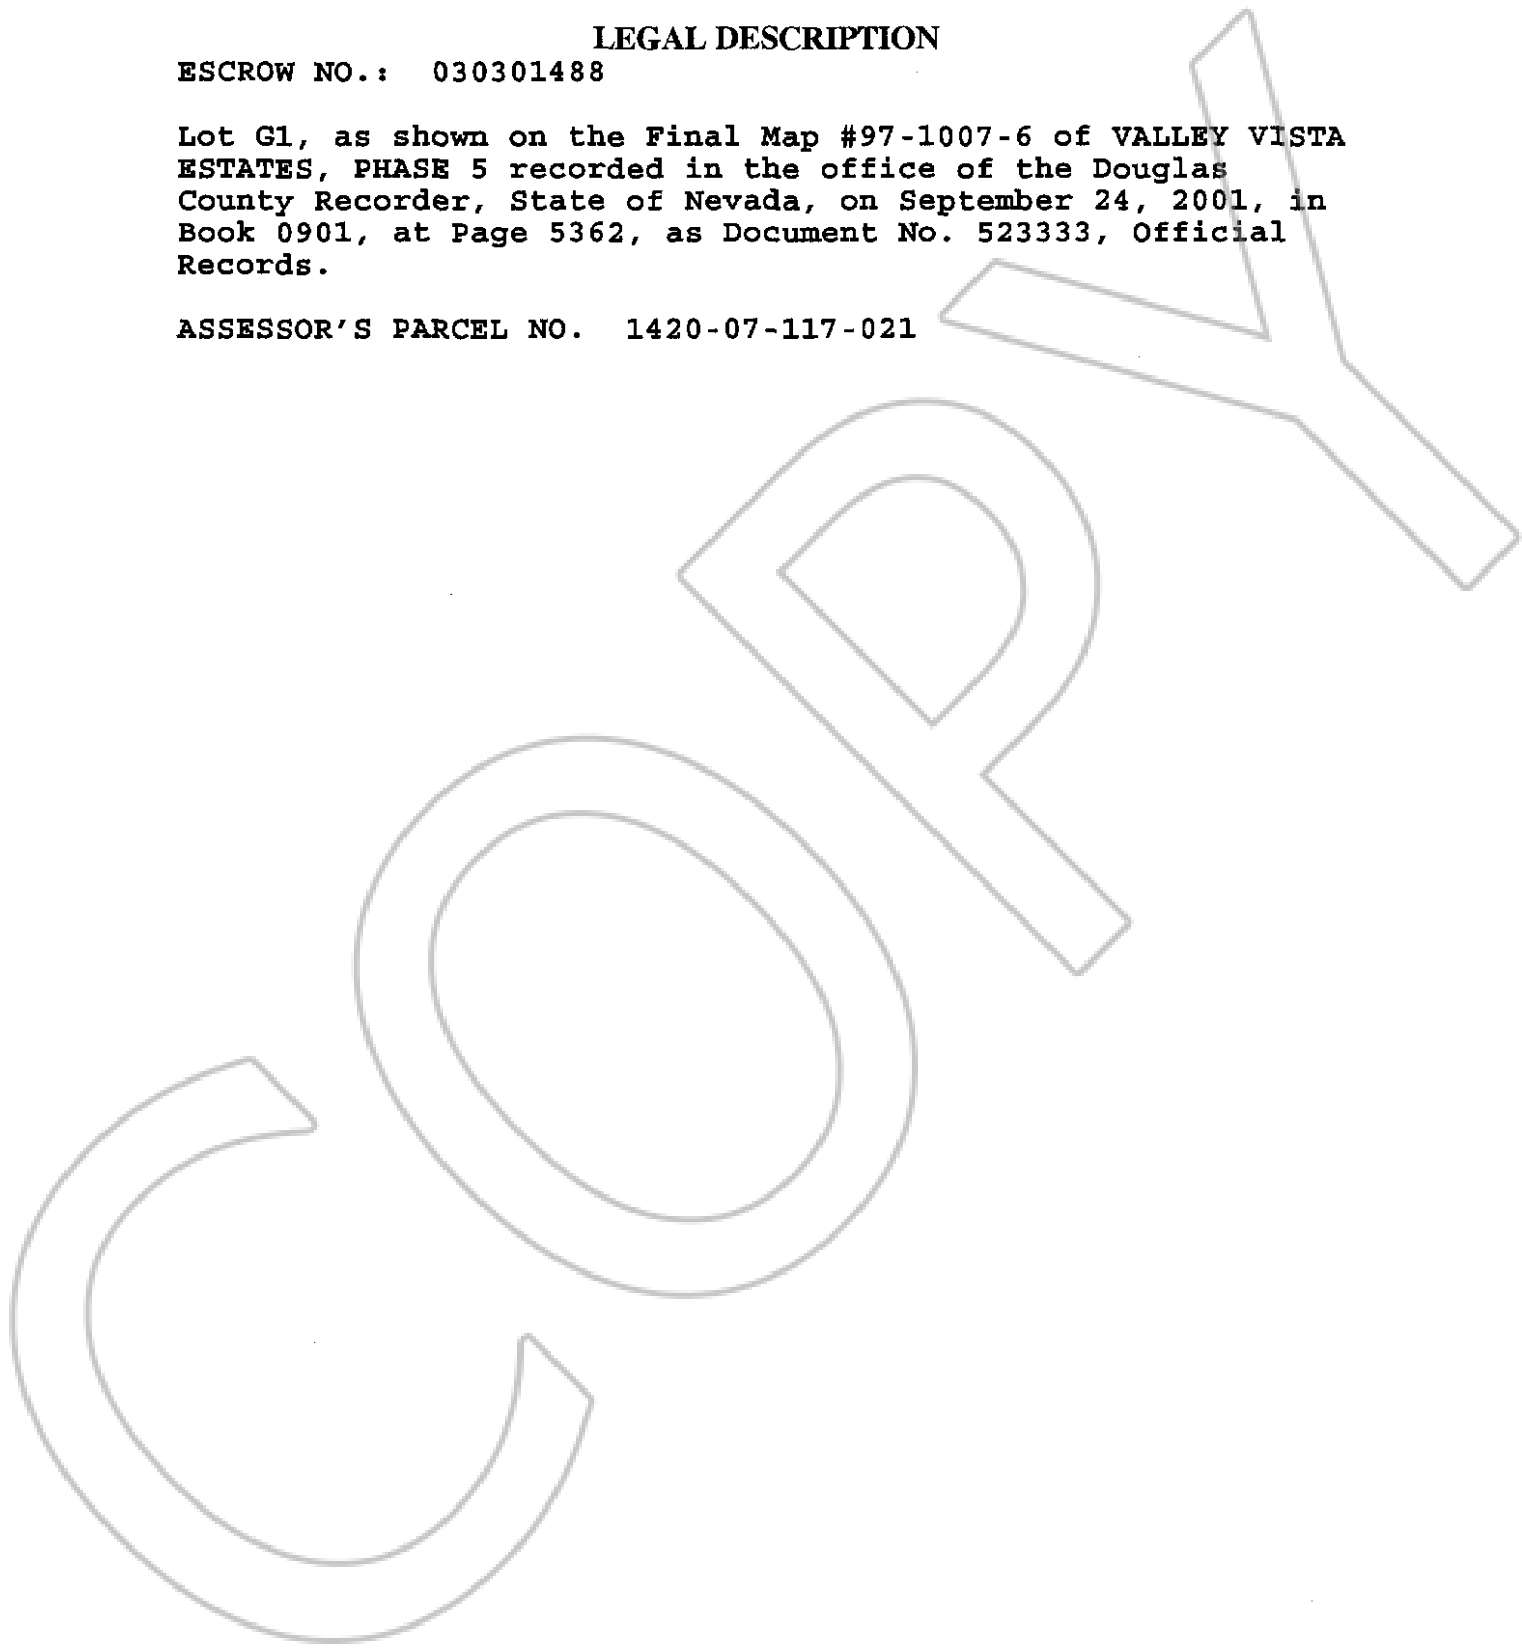 LEGAL DESCRIPTION
ESCROW NO.: 030301488
Lot G1, as shown on the Final Map #97-1007-6 of VALLEY VISTA
ESTATES, PHASE 5 recorded in the office of the Douglas
County Recorder, State of Nevada, on September 24, 2001, in
Book 0901, at Page 5362, as Document No. 523333, Official
Records.
ASSESSOR'S PARCEL NO. 1420-07-117-021
COPY